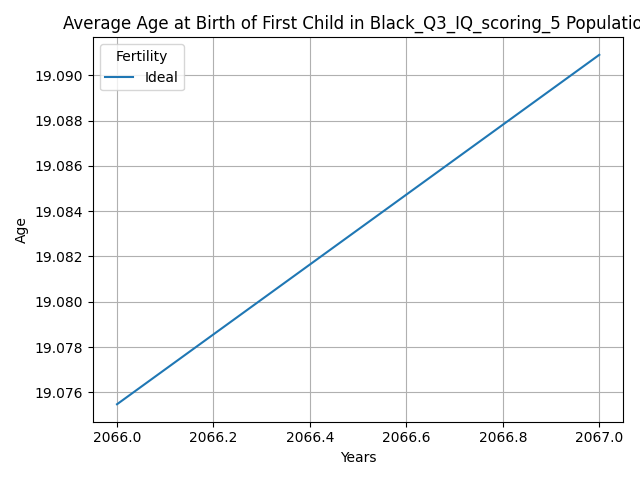 Average Age at Birth of First Child in Black_Q3_IQ_scoring_5 Populatio
Fertility
Ideal
19.090
19.088
19.086
19.084
19.082
19.080
19.078
19.076
Age
2066.0 2066.2 2066.4 2066.6 2066.8 2067.0
Years